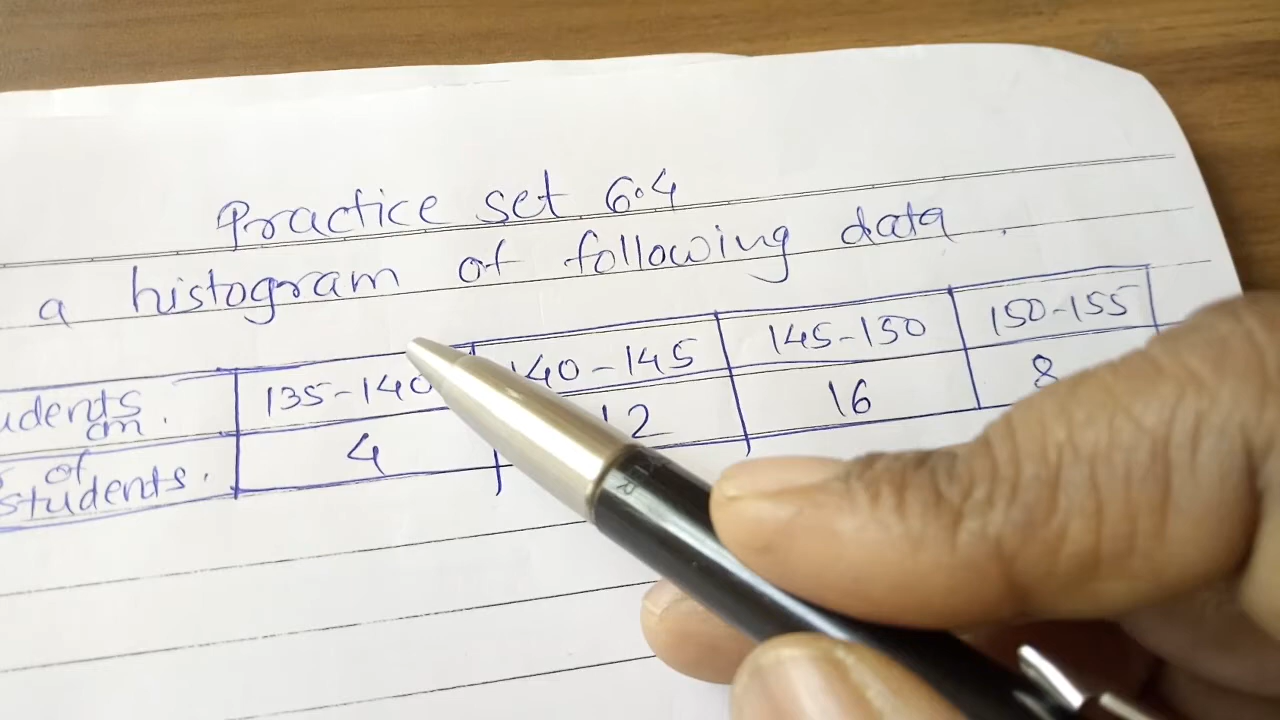 Practice set 6.4
a histogram of following data.
udents 135-140 140-145 145-150 150-155
cm.
of 4 12 16 8
students.